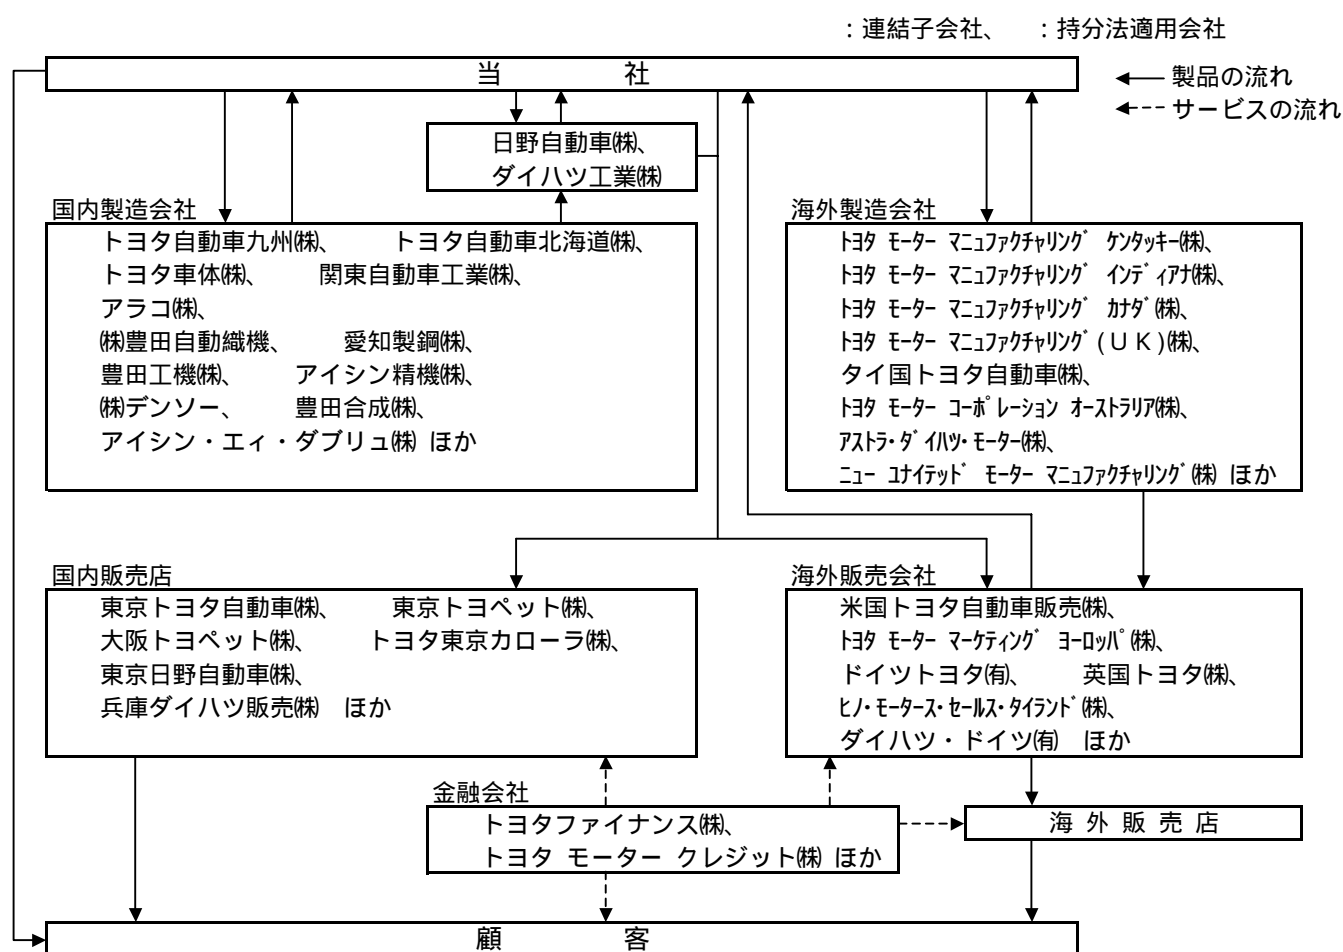 ：連結子会社、　：持分法適用会社
当　社
製品の流れ
サービスの流れ
日野自動車㈱、
ダイハツ工業㈱
国内製造会社
トヨタ自動車九州㈱、　トヨタ自動車北海道㈱、
トヨタ車体㈱、　関東自動車工業㈱、
アラコ㈱、
㈱豊田自動織機、　愛知製鋼㈱、
豊田工機㈱、　アイシン精機㈱、
㈱デンソー、　豊田合成㈱、
アイシン・エィ・ダブリュ㈱ ほか
海外製造会社
ﾄﾖﾀ ﾓｰﾀｰ ﾏﾆｭﾌｧｸﾁｬﾘﾝｸﾞ ｹﾝﾀｯｷｰ㈱、
ﾄﾖﾀ ﾓｰﾀｰ ﾏﾆｭﾌｧｸﾁｬﾘﾝｸﾞ ｲﾝﾃﾞｨｱﾅ㈱、
ﾄﾖﾀ ﾓｰﾀｰ ﾏﾆｭﾌｧｸﾁｬﾘﾝｸﾞ ｶﾅﾀﾞ㈱、
ﾄﾖﾀ ﾓｰﾀｰ ﾏﾆｭﾌｧｸﾁｬﾘﾝｸﾞ(ＵＫ)㈱、
タイ国トヨタ自動車㈱、
ﾄﾖﾀ ﾓｰﾀｰ ｺｰﾎﾟﾚｰｼｮﾝ ｵｰｽﾄﾗﾘｱ㈱、
ｱｽﾄﾗ･ﾀﾞｲﾊﾂ･ﾓｰﾀｰ㈱、
ﾆｭｰ ﾕﾅｲﾃｯﾄﾞ ﾓｰﾀｰ ﾏﾆｭﾌｧｸﾁｬﾘﾝｸﾞ㈱ ほか
国内販売店
東京トヨタ自動車㈱、　東京トヨペット㈱、
大阪トヨペット㈱、　トヨタ東京カローラ㈱、
東京日野自動車㈱、
兵庫ダイハツ販売㈱　ほか
海外販売会社
米国トヨタ自動車販売㈱、
ﾄﾖﾀ ﾓｰﾀｰ ﾏｰｹﾃｨﾝｸﾞ ﾖｰﾛｯﾊﾟ㈱、
ドイツトヨタ㈲、　英国トヨタ㈱、
ﾋﾉ･ﾓｰﾀｰｽ･ｾｰﾙｽ･ﾀｲﾗﾝﾄﾞ㈱、
ダイハツ・ドイツ㈲　ほか
金融会社
トヨタファイナンス㈱、
トヨタ モーター クレジット㈱ ほか
海 外 販 売 店
顧　客